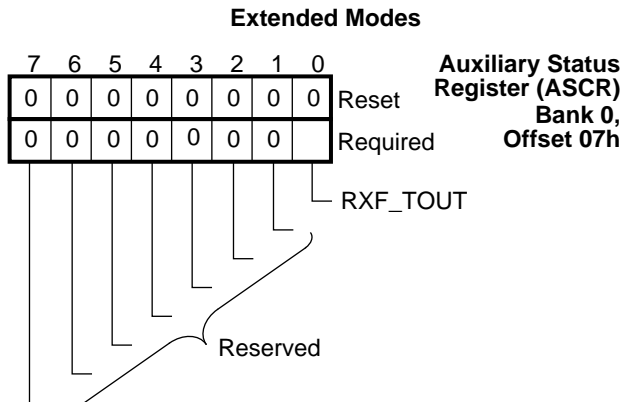 Extended Modes
7 6 5 4 3 2 1 0
0 0 0 0 0 0 0 0 Reset
0 0 0 0 0 0 0 Required
Auxiliary Status
Register (ASCR)
Bank 0,
Offset 07h
RXF_TOUT
Reserved